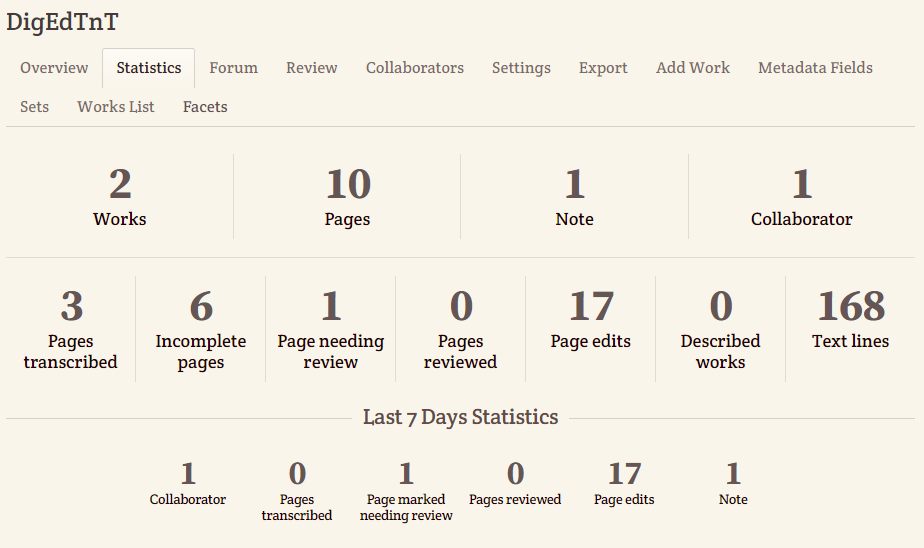 DigEdTnT
Overview Statistics Forum Review Collaborators Settings Export Add Work Metadata Fields
Sets Works List Facets
2 10 1 1
Works Pages Note Collaborator
3 6 1 0 17 0 168
Pages Incomplete Page needing Pages Page edits Described Text lines
transcribed pages review reviewed works
Last 7 Days Statistics
1 0 1 0 17 1
Collaborator Pages Page marked Pages reviewed Page edits Note
transcribed needing review